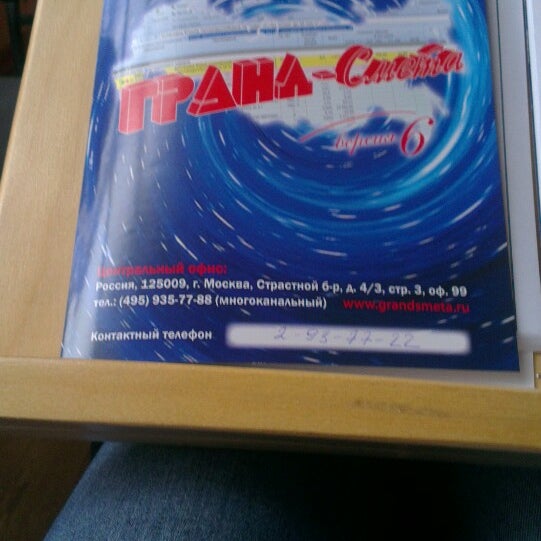 ГРАНД-Смета
версия 6
Центральный офис:
Россия, 125009, г. Москва, Страстной б-р, д. 4/3, стр. 3, оф. 99
тел.: (495) 935-77-88 (многоканальный) www.grandsmeta.ru
Контактный телефон 2-93-77-22